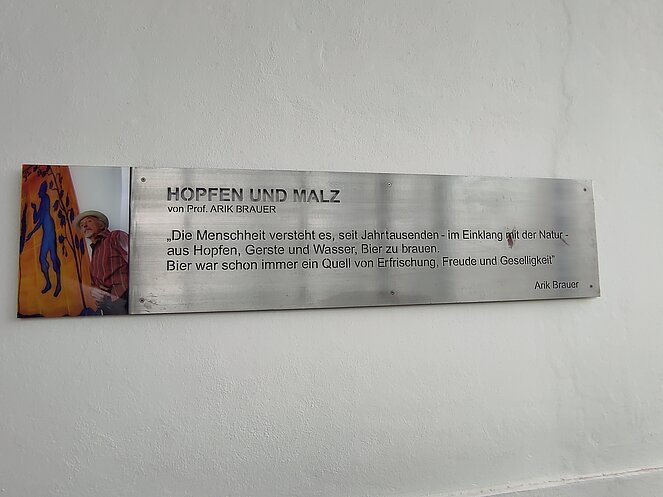 HOPFEN UND MALZ
von Prof. ARIK BRAUER
„Die Menschheit versteht es, seit Jahrtausenden - im Einklang mit der Natur -
aus Hopfen, Gerste und Wasser, Bier zu brauen.
Bier war schon immer ein Quell von Erfrischung, Freude und Geselligkeit"
Arik Brauer